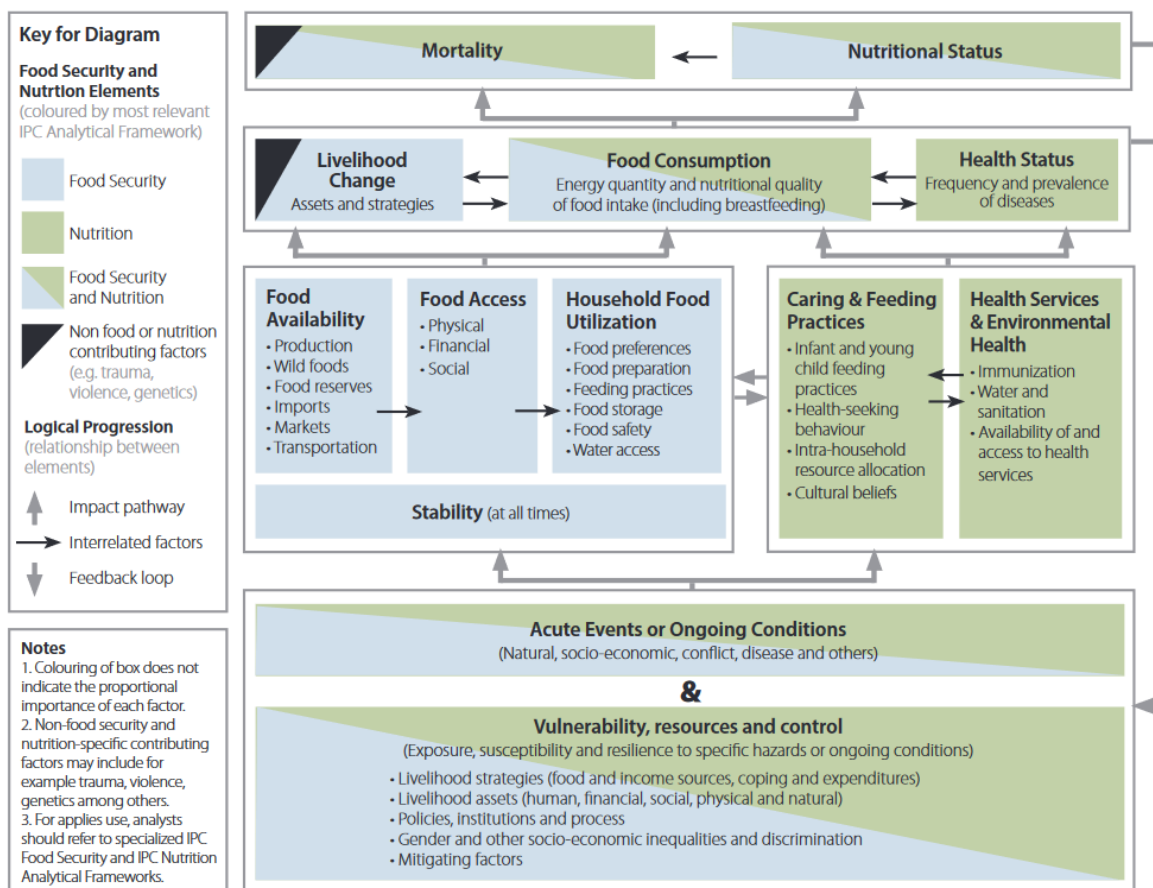 Key for Diagram
Food Security and
Nutrtion Elements
(coloured by most relevant
IPC Analytical Framework)
Food Security
Nutrition
Food Security
and Nutrition
Non food or nutrition
contributing factors
(e.g. trauma,
violence, genetics)
Logical Progression
(relationship between
elements)
Impact pathway
Interrelated factors
Feedback loop
Notes
1. Colouring of box does not
indicate the proportional
importance of each factor.
2. Non-food security and
nutrition-specific contributing
factors may include for
example trauma, violence,
genetics among others.
3. For applies use, analysts
should refer to specialized IPC
Food Security and IPC Nutrition
Analytical Frameworks.
Mortality
Nutritional Status
Livelihood
Change
Assets and strategies
Food Consumption
Energy quantity and nutritional quality
of food intake (including breastfeeding)
Health Status
Frequency and prevalence
of diseases
Food
Availability
• Production
• Wild foods
• Food reserves
• Imports
• Markets
• Transportation
Food Access
• Physical
• Financial
• Social
Household Food
Utilization
• Food preferences
• Food preparation
• Feeding practices
• Food storage
• Food safety
• Water access
Stability (at all times)
Caring & Feeding
Practices
• Infant and young
child feeding
practices
• Health-seeking
behaviour
• Intra-household
resource allocation
• Cultural beliefs
Health Services
& Environmental
Health
• Immunization
• Water and
sanitation
• Availability of and
access to health
services
Acute Events or Ongoing Conditions
(Natural, socio-economic, conflict, disease and others)
&
Vulnerability, resources and control
(Exposure, susceptibility and resilience to specific hazards or ongoing conditions)
• Livelihood strategies (food and income sources, coping and expenditures)
• Livelihood assets (human, financial, social, physical and natural)
• Policies, institutions and process
• Gender and other socio-economic inequalities and discrimination
• Mitigating factors